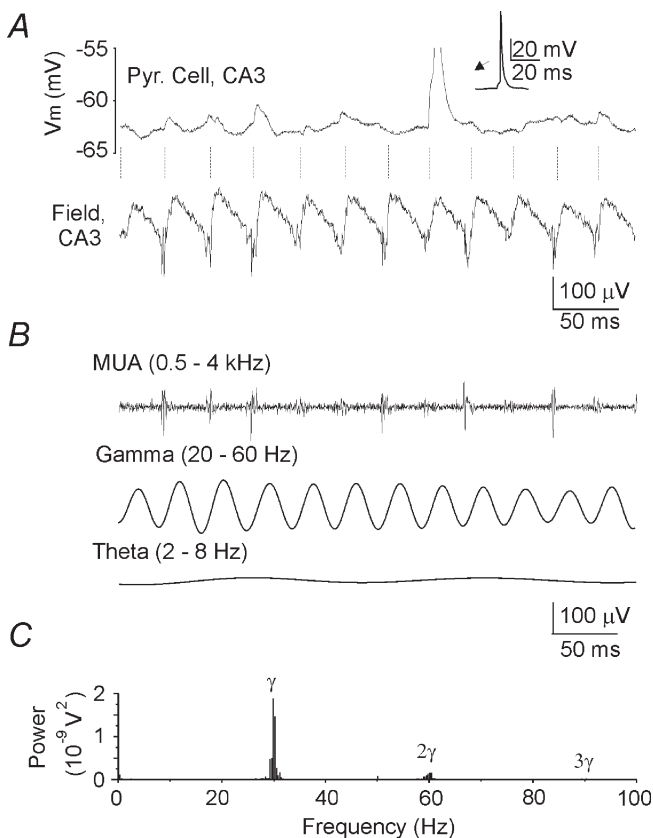 A
-55
-60
-65
Vm (mV)
Pyr. Cell, CA3
20 mV
20 ms
Field,
CA3
100 μV
50 ms
B
MUA (0.5 - 4 kHz)
Gamma (20 - 60 Hz)
Theta (2 - 8 Hz)
100 μV
50 ms
C
Power
(10⁻⁹ V²)
2
1
0
γ
2γ
3γ
0 20 40 60 80 100
Frequency (Hz)